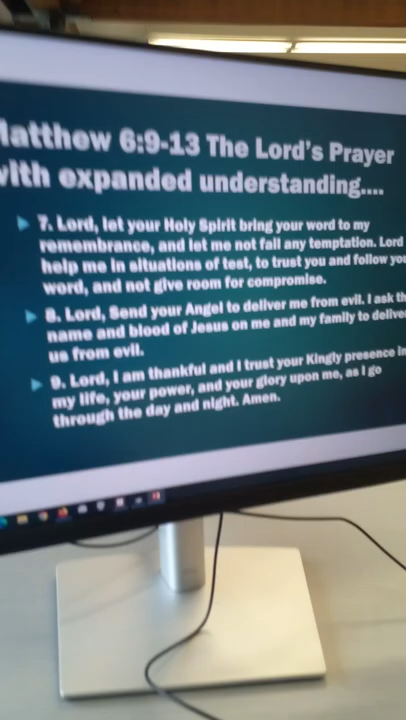 Matthew 6:9-13 The Lord's Prayer
with expanded understanding....
7. Lord, let your Holy Spirit bring your word to my
remembrance, and let me not fail any temptation. Lord
help me in situations of test, to trust you and follow your
word, and not give room for compromise.
8. Lord, Send your Angel to deliver me from evil. I ask the
name and blood of Jesus on me and my family to deliver
us from evil.
9. Lord, I am thankful and I trust your Kingly presence in
my life, your power, and your glory upon me, as I go
through the day and night. Amen.